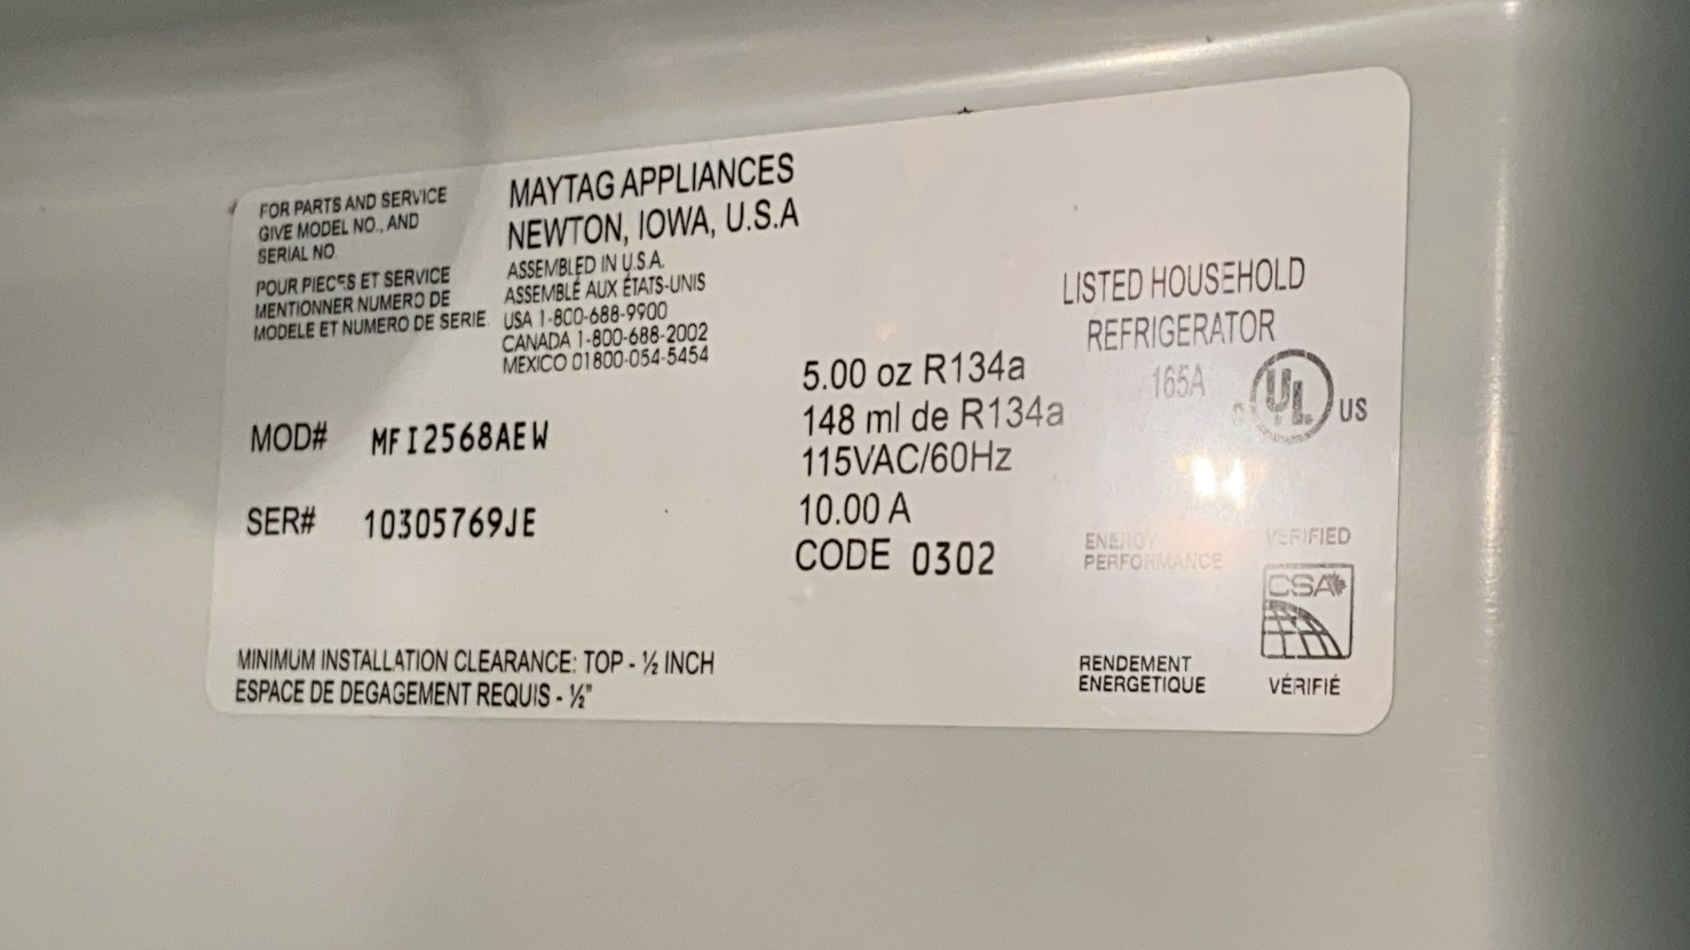 FOR PARTS AND SERVICE
GIVE MODEL NO., AND
SERIAL NO.
POUR PIECES ET SERVICE
MENTIONNER NUMERO DE
MODELE ET NUMERO DE SERIE.
MAYTAG APPLIANCES
NEWTON, IOWA, U.S.A
ASSEMBLED IN U.S.A.
ASSEMBLÉ AUX ÉTATS-UNIS
USA 1-800-688-9900
CANADA 1-800-688-2002
MEXICO 01800-054-5454
MOD# MFI2568AEW
SER# 10305769JE
5.00 oz R134a
148 ml de R134a
115VAC/60Hz
10.00 A
CODE 0302
LISTED HOUSEHOLD
REFRIGERATOR
165A
C UL US
ENERGY
PERFORMANCE
VERIFIED
CSA
RENDEMENT
ENERGETIQUE
VÉRIFIÉ
MINIMUM INSTALLATION CLEARANCE: TOP - ½ INCH
ESPACE DE DEGAGEMENT REQUIS - ½"